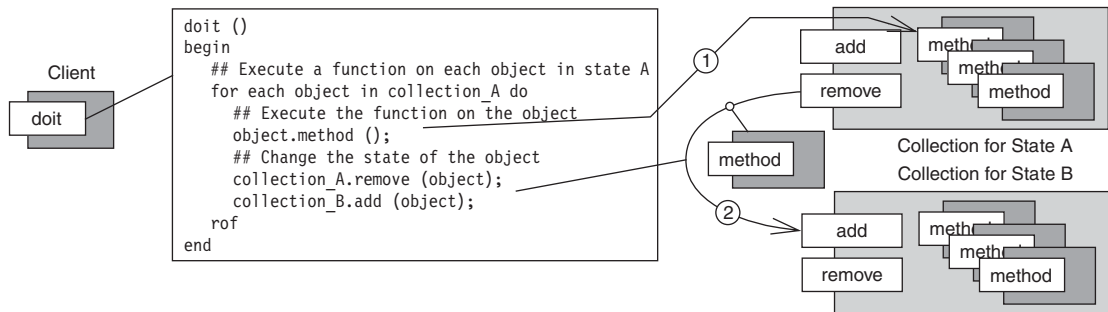 Client
doit
doit ()
begin
## Execute a function on each object in state A
for each object in collection_A do
## Execute the function on the object
object.method ();
## Change the state of the object
collection_A.remove (object);
collection_B.add (object);
rof
end
1
2
method
add
remove
method
method
method
Collection for State A
Collection for State B
add
remove
method
method
method